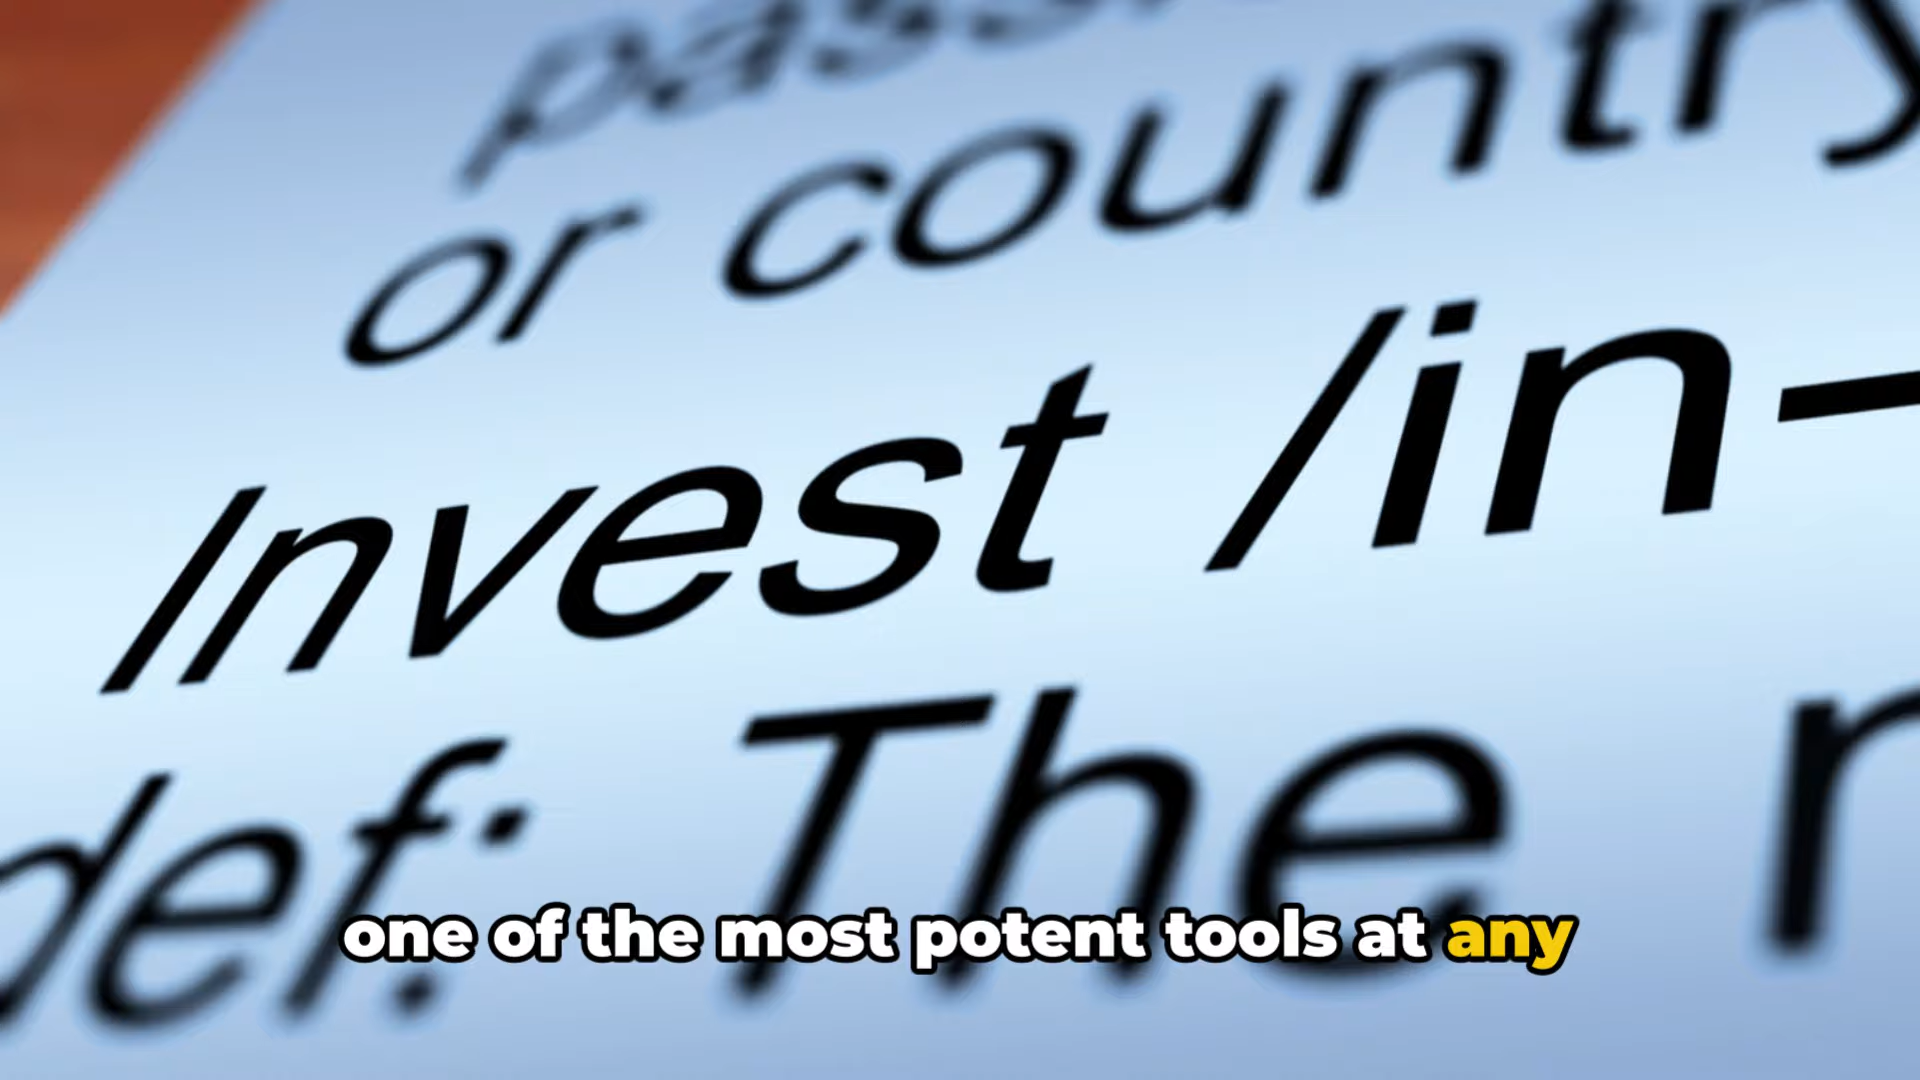 or country
Invest /in-
def: The
one of the most potent tools at any